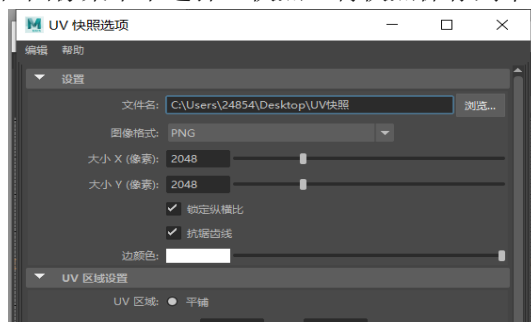 UV 快照选项
编辑 帮助
设置
文件名: C:\Users\24854\Desktop\UV快照 浏览...
图像格式: PNG
大小 X (像素): 2048
大小 Y (像素): 2048
锁定纵横比
抗锯齿线
边颜色:
UV 区域设置
UV 区域: 平铺